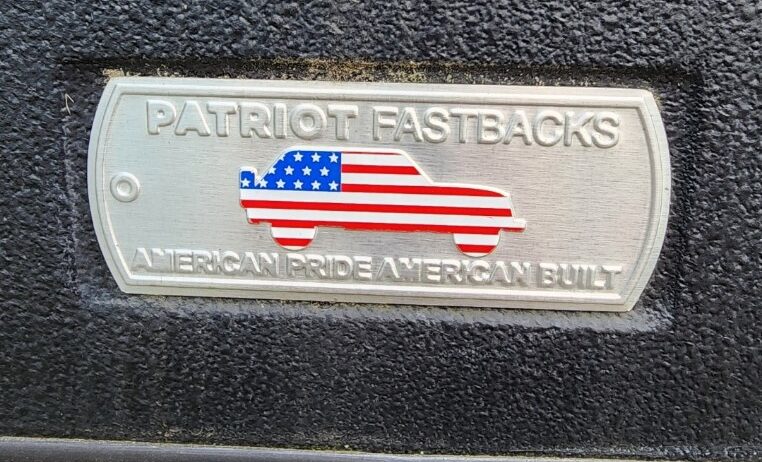 PATRIOT FASTBACKS
AMERICAN PRIDE AMERICAN BUILT